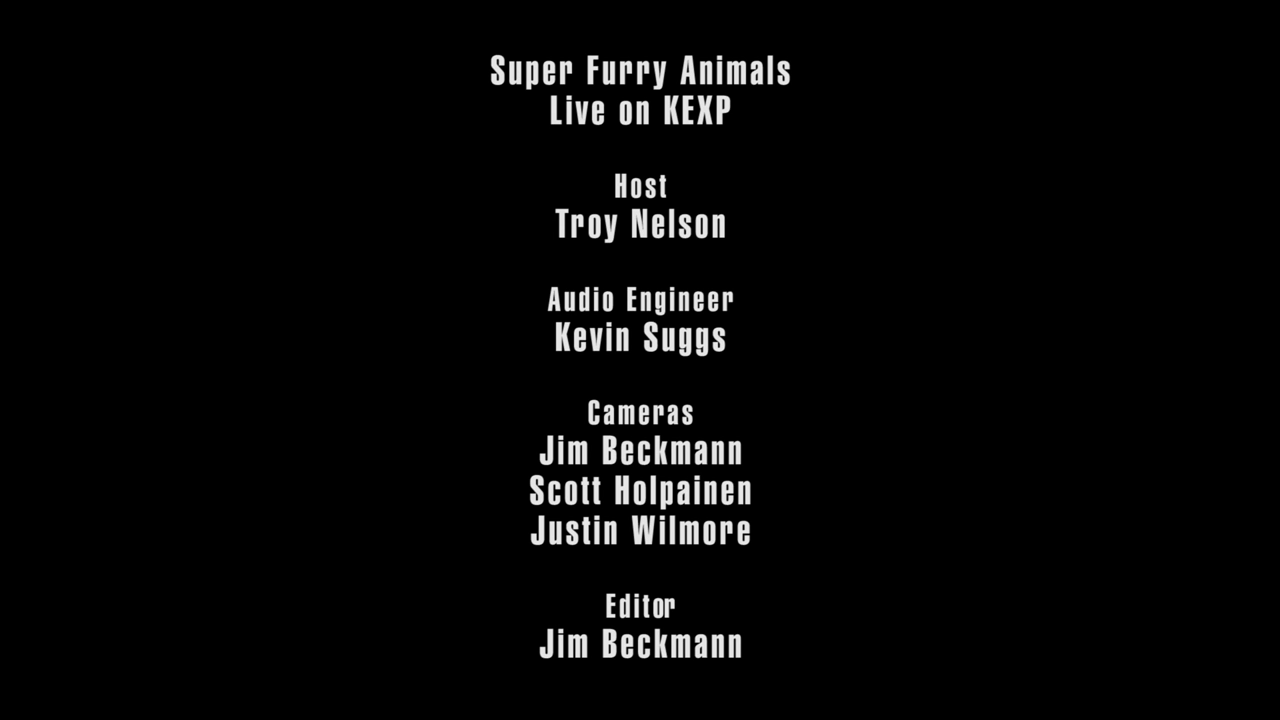 Super Furry Animals
Live on KEXP
Host
Troy Nelson
Audio Engineer
Kevin Suggs
Cameras
Jim Beckmann
Scott Holpainen
Justin Wilmore
Editor
Jim Beckmann